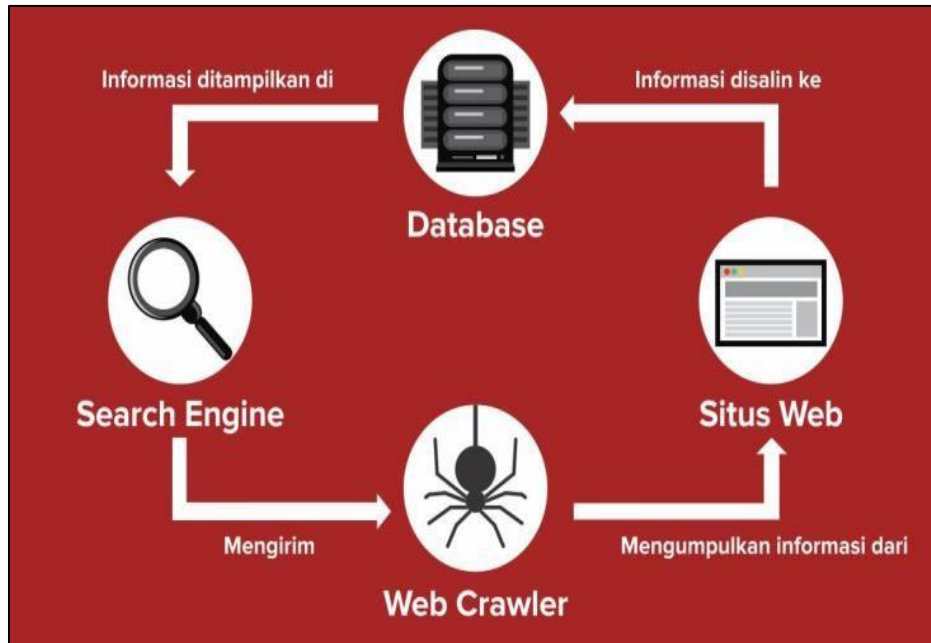 Informasi ditampilkan di
Informasi disalin ke
Database
Search Engine
Situs Web
Mengirim
Mengumpulkan informasi dari
Web Crawler